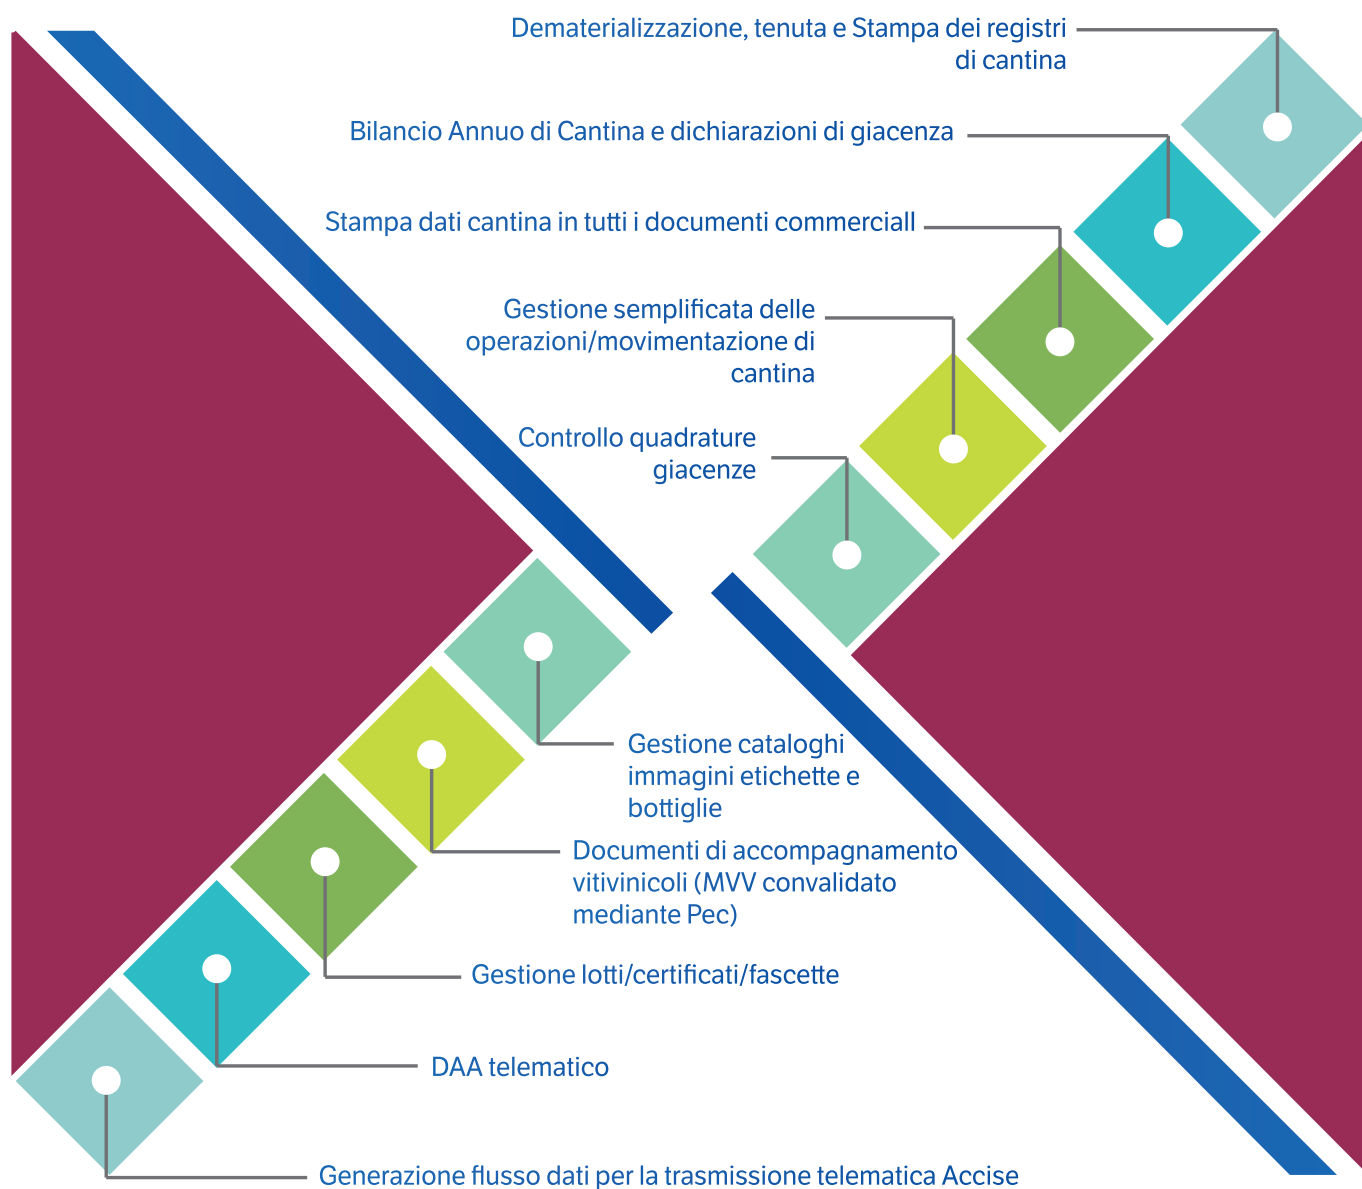 Dematerializzazione, tenuta e Stampa dei registri
di cantina
Bilancio Annuo di Cantina e dichiarazioni di giacenza
Stampa dati cantina in tutti i documenti commerciall
Gestione semplificata delle
operazioni/movimentazione di
cantina
Controllo quadrature
giacenze
Gestione cataloghi
immagini etichette e
bottiglie
Documenti di accompagnamento
vitivinicoli (MVV convalidato
mediante Pec)
Gestione lotti/certificati/fascette
DAA telematico
Generazione flusso dati per la trasmissione telematica Accise